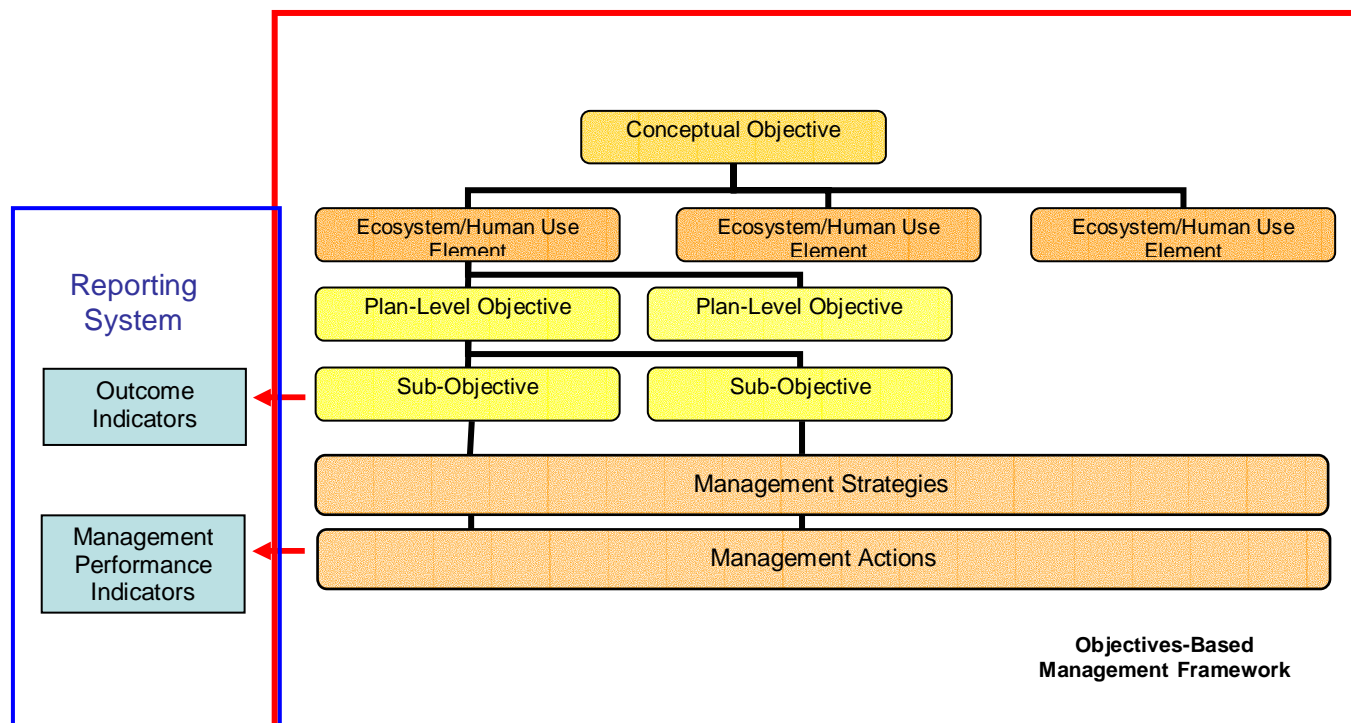 Conceptual Objective
Ecosystem/Human Use
Element
Ecosystem/Human Use
Element
Ecosystem/Human Use
Element
Reporting
System
Plan-Level Objective
Plan-Level Objective
Outcome
Indicators
Sub-Objective
Sub-Objective
Management Strategies
Management
Performance
Indicators
Management Actions
Objectives-Based
Management Framework